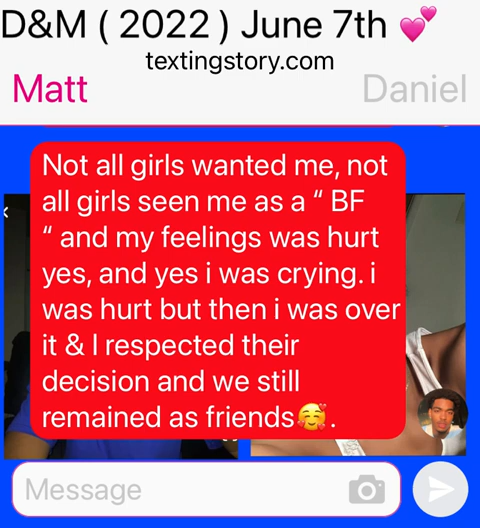 D&M ( 2022 ) June 7th 💕
textingstory.com
Matt Daniel
Not all girls wanted me, not
all girls seen me as a “ BF
“ and my feelings was hurt
yes, and yes i was crying. i
was hurt but then i was over
it & I respected their
decision and we still
remained as friends🥰.
Message